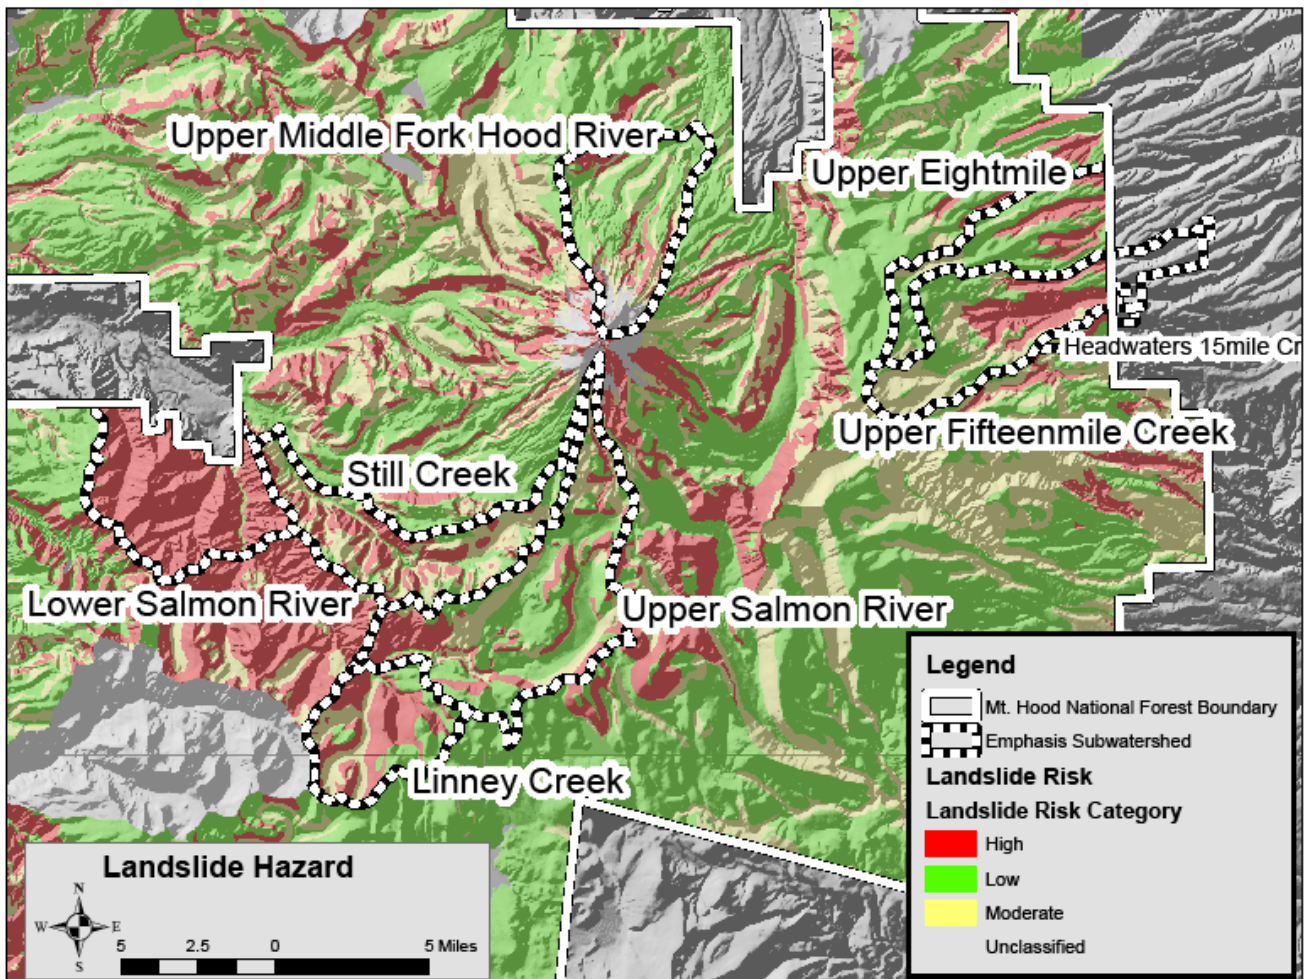 Upper Middle Fork Hood River
Upper Eightmile
Headwaters 15mile Cr
Upper Fifteenmile Creek
Still Creek
Lower Salmon River
Upper Salmon River
Linney Creek
Legend
Mt. Hood National Forest Boundary
Emphasis Subwatershed
Landslide Risk
Landslide Risk Category
High
Low
Moderate
Unclassified
Landslide Hazard
N
W E
S
5 2.5 0 5 Miles